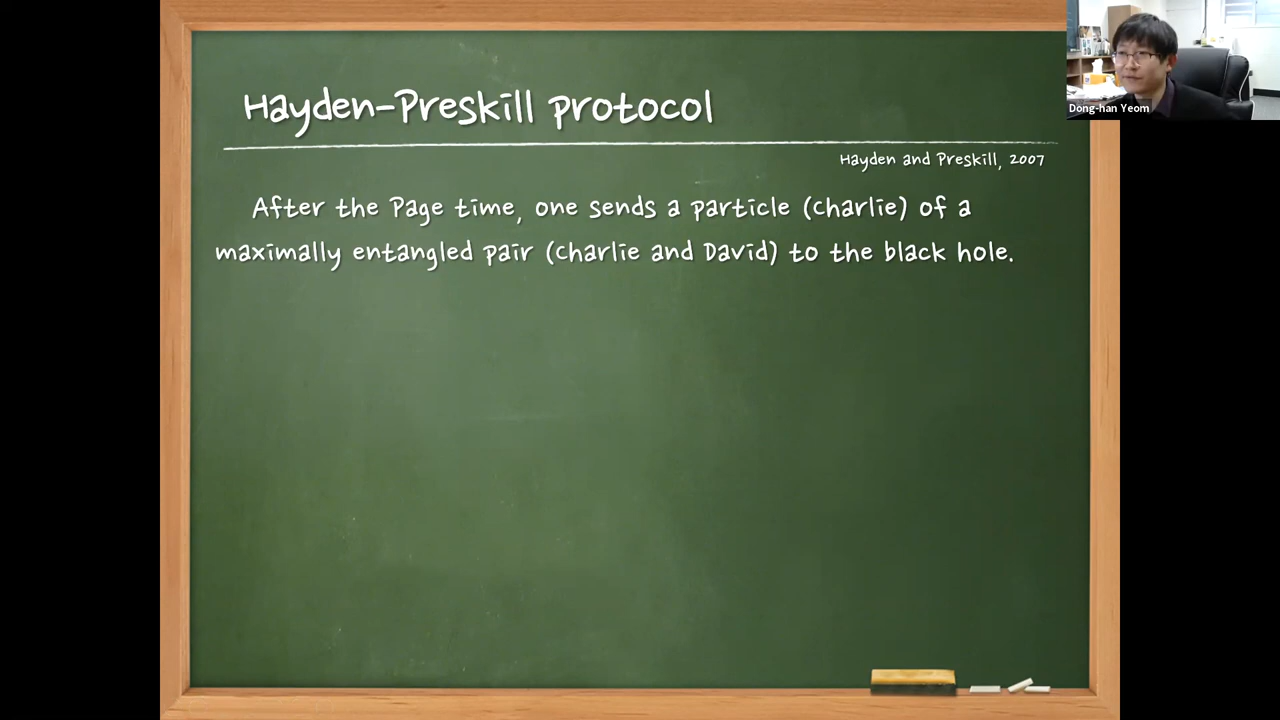 Hayden-Preskill protocol
Hayden and Preskill, 2007
After the Page time, one sends a particle (Charlie) of a
maximally entangled pair (Charlie and David) to the black hole.
Dong-han Yeom